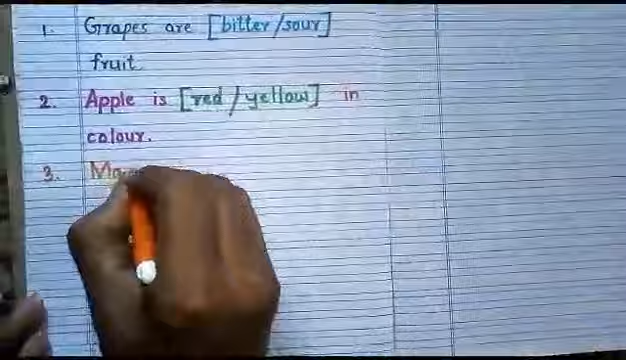 1. Grapes are [bitter/sour]
fruit.
2. Apple is [red/yellow] in
colour.
3.